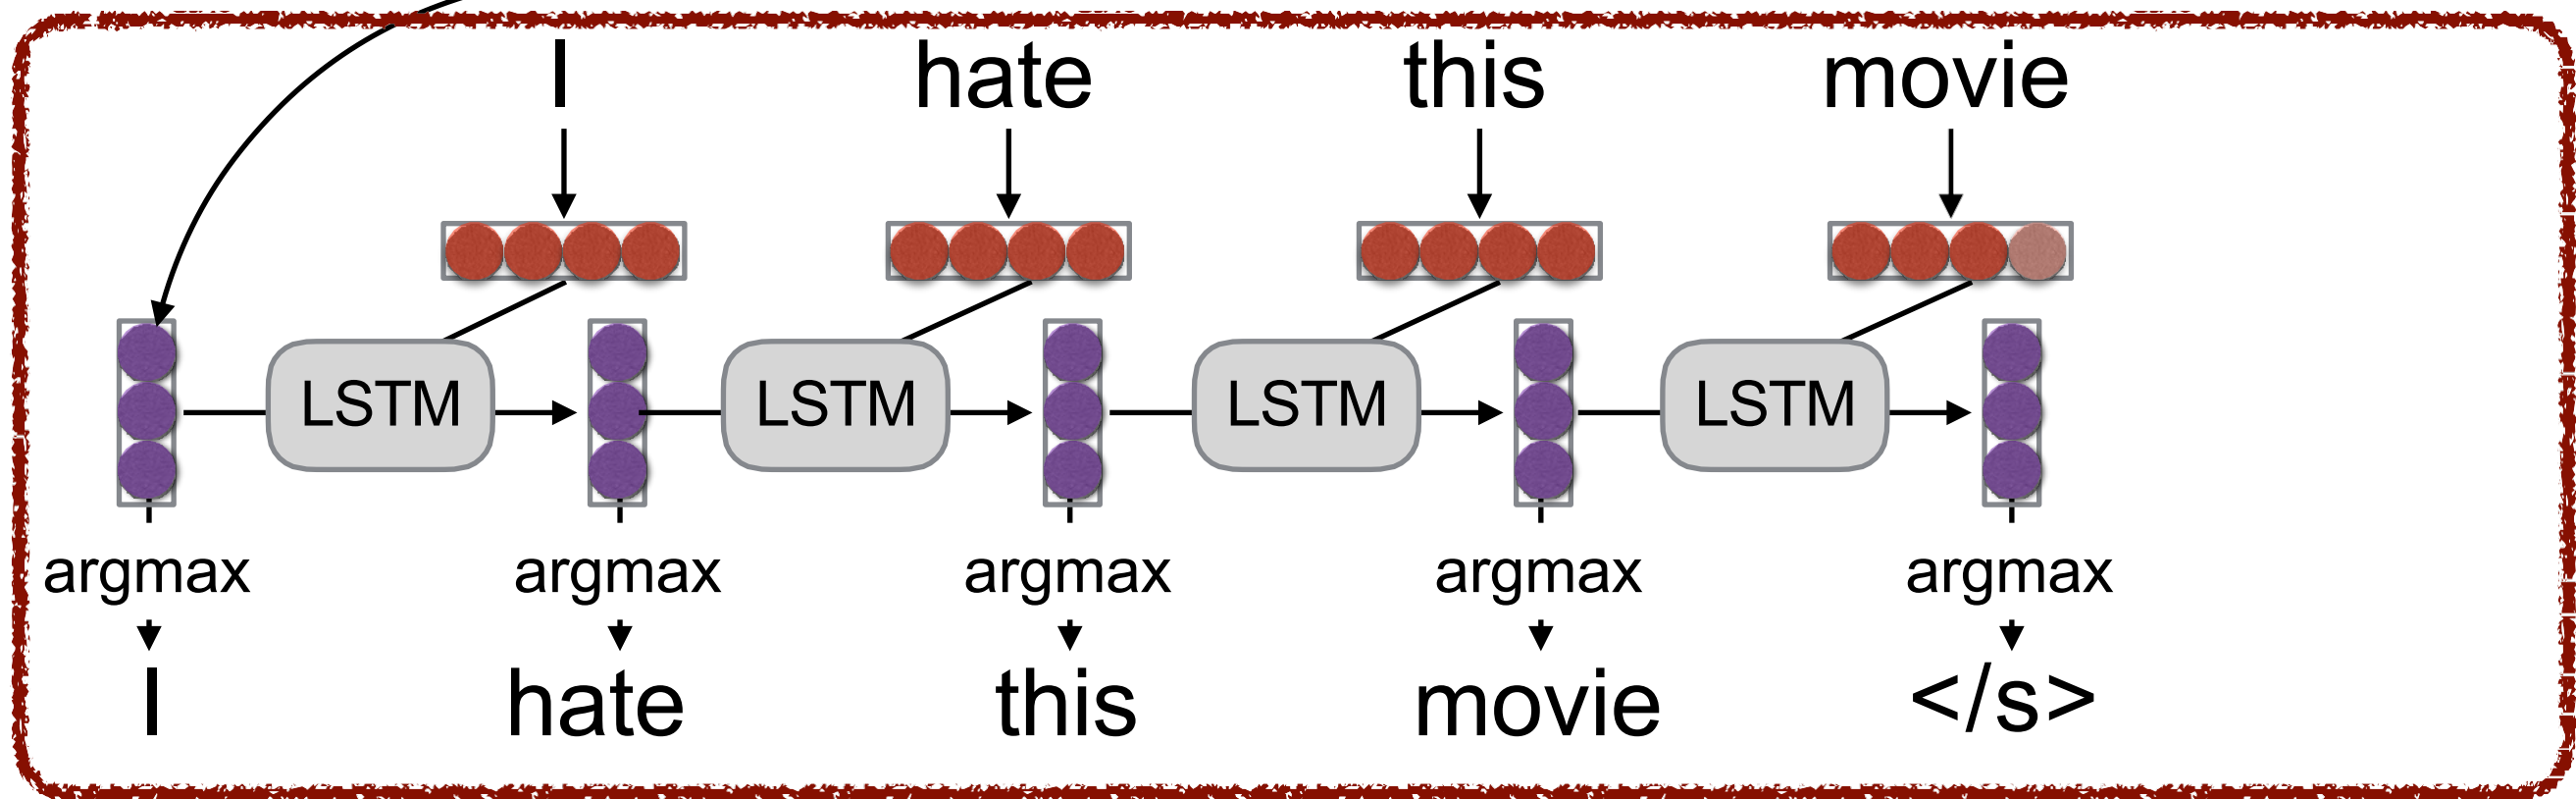 I hate this movie
LSTM LSTM LSTM LSTM
argmax argmax argmax argmax argmax
I hate this movie </s>